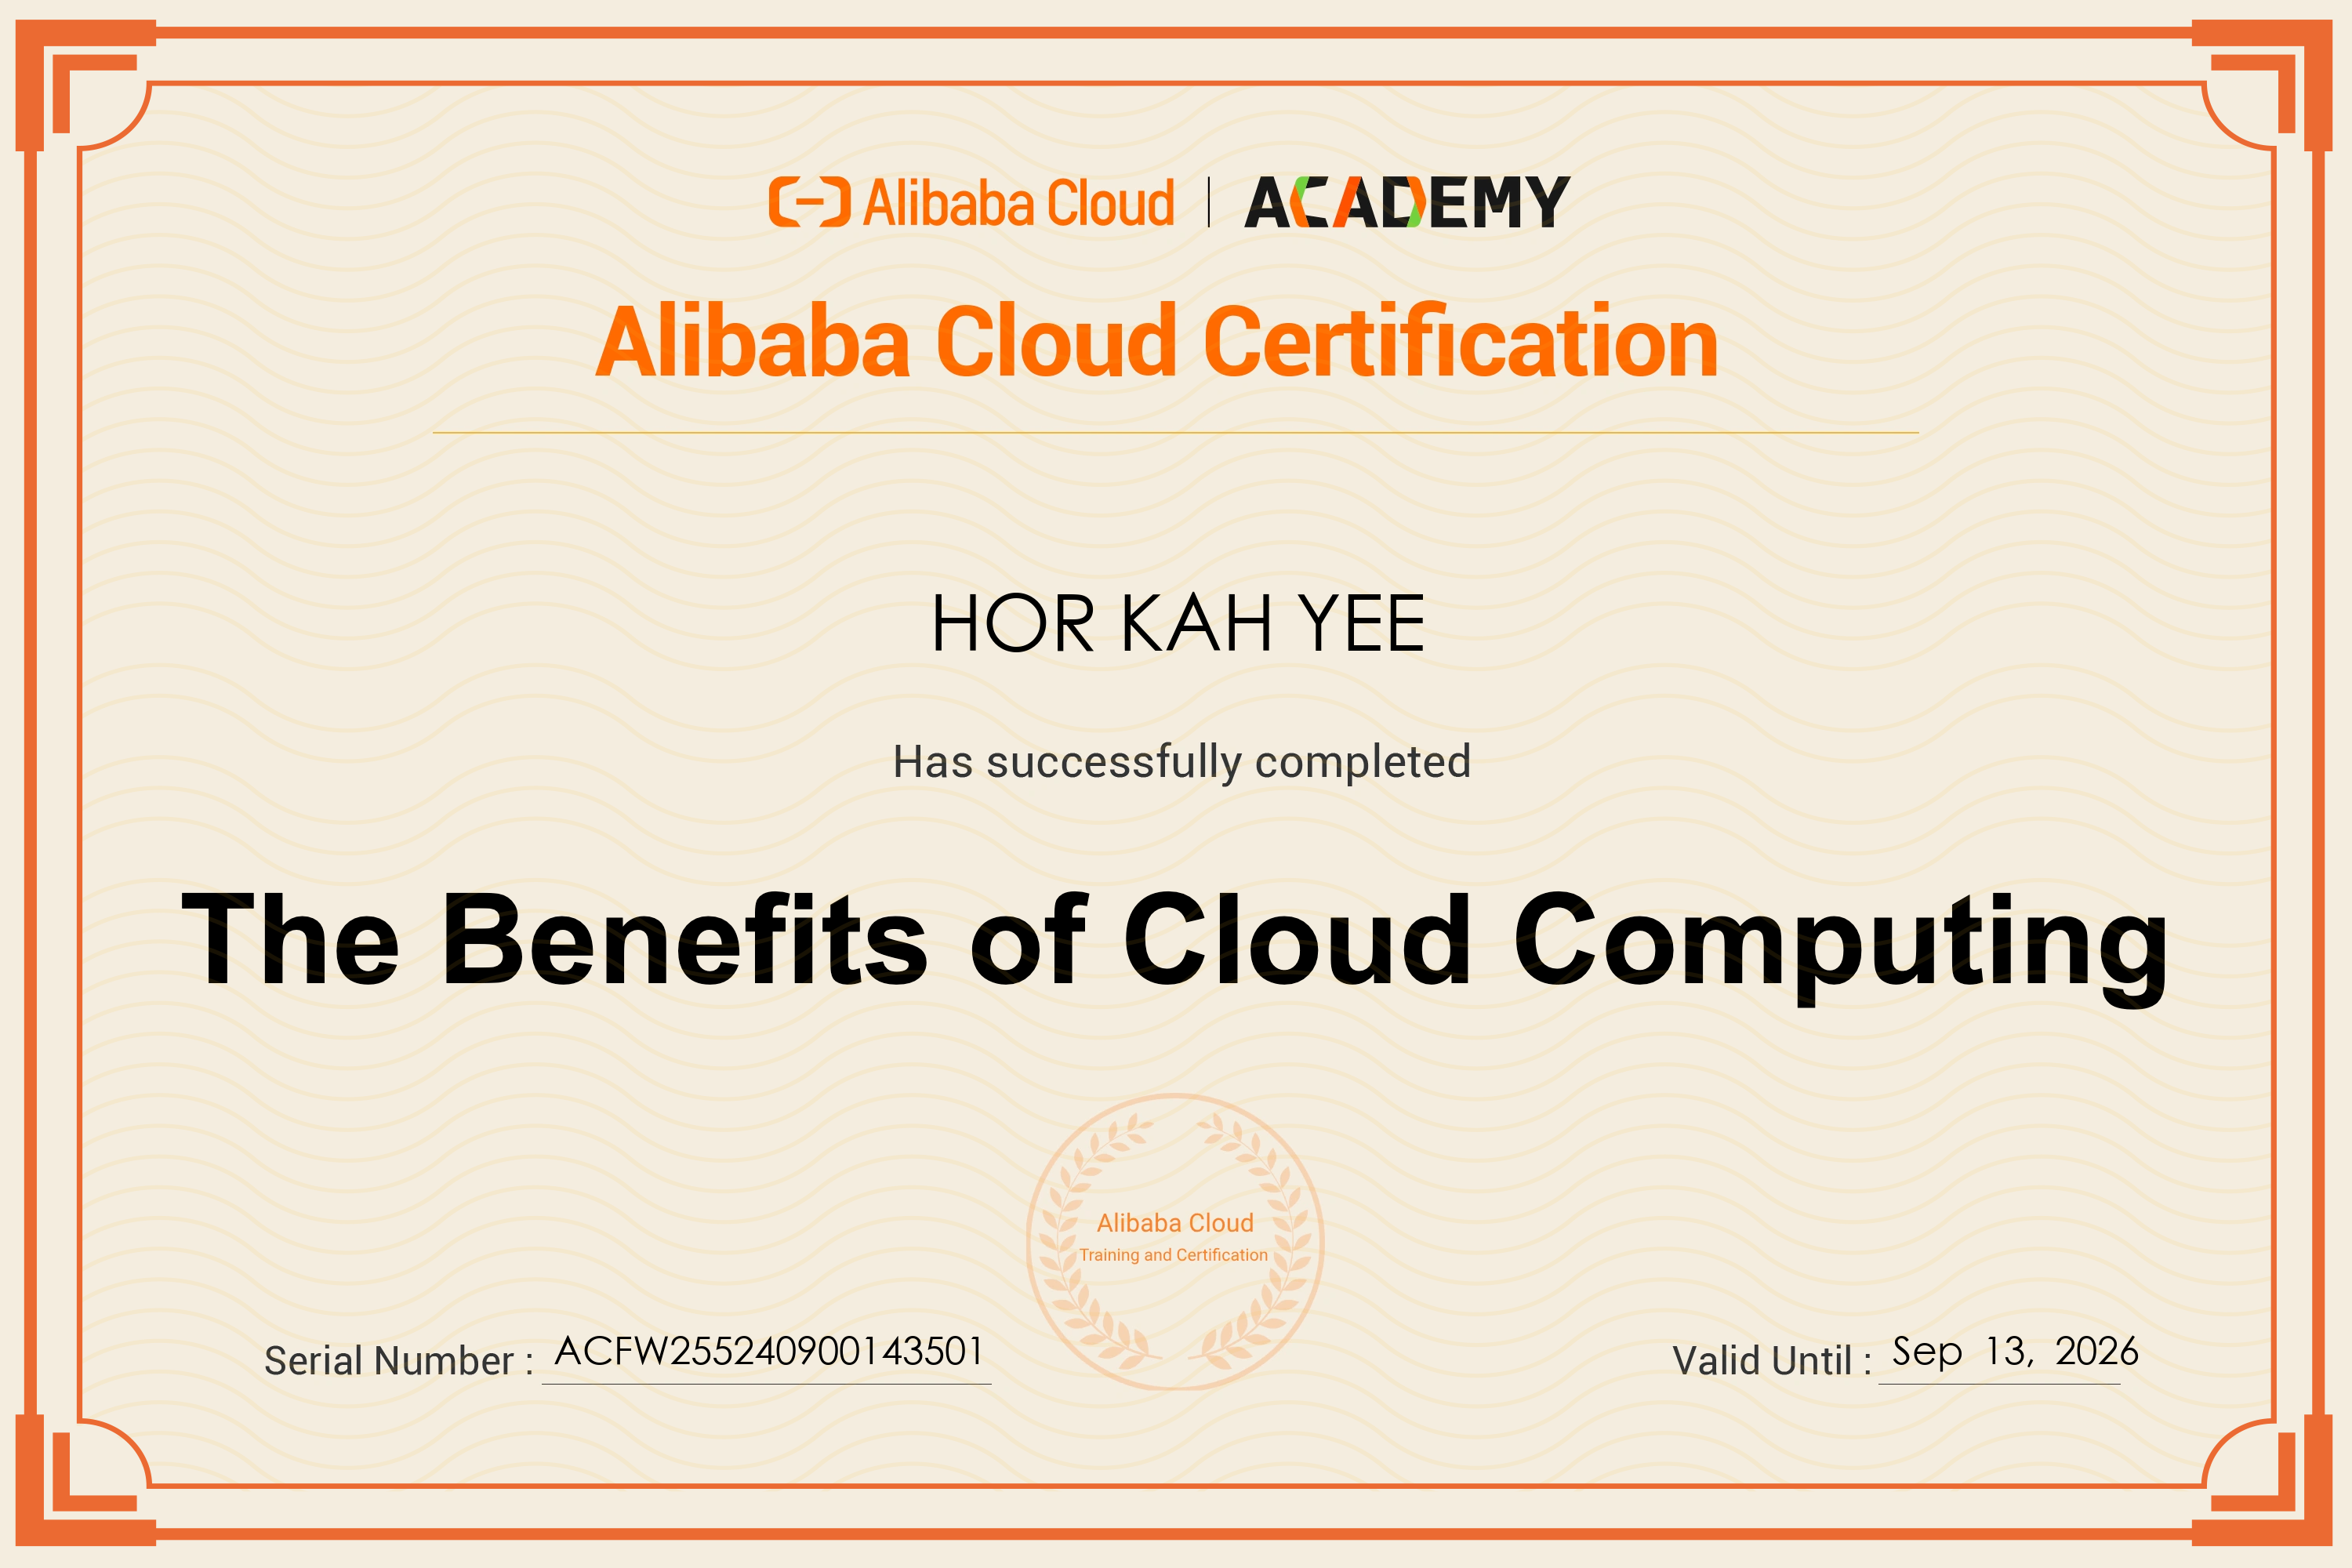 Alibaba Cloud | ACADEMY
Alibaba Cloud Certification
HOR KAH YEE
Has successfully completed
The Benefits of Cloud Computing
Alibaba Cloud
Training and Certification
Serial Number : ACFW255240900143501
Valid Until : Sep 13, 2026